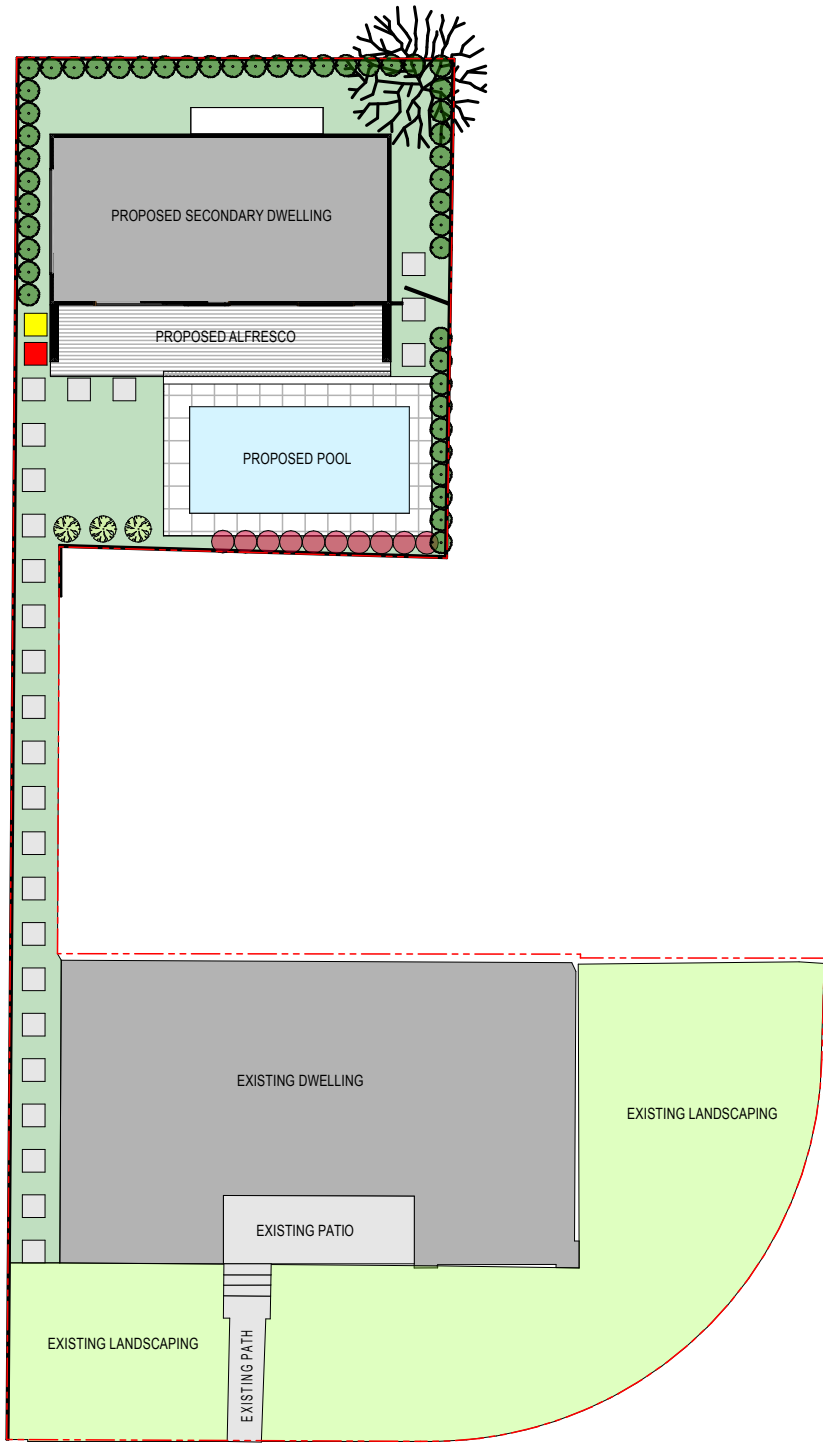 PROPOSED SECONDARY DWELLING
PROPOSED ALFRESCO
PROPOSED POOL
EXISTING DWELLING
EXISTING LANDSCAPING
EXISTING PATIO
EXISTING LANDSCAPING
EXISTING PATH